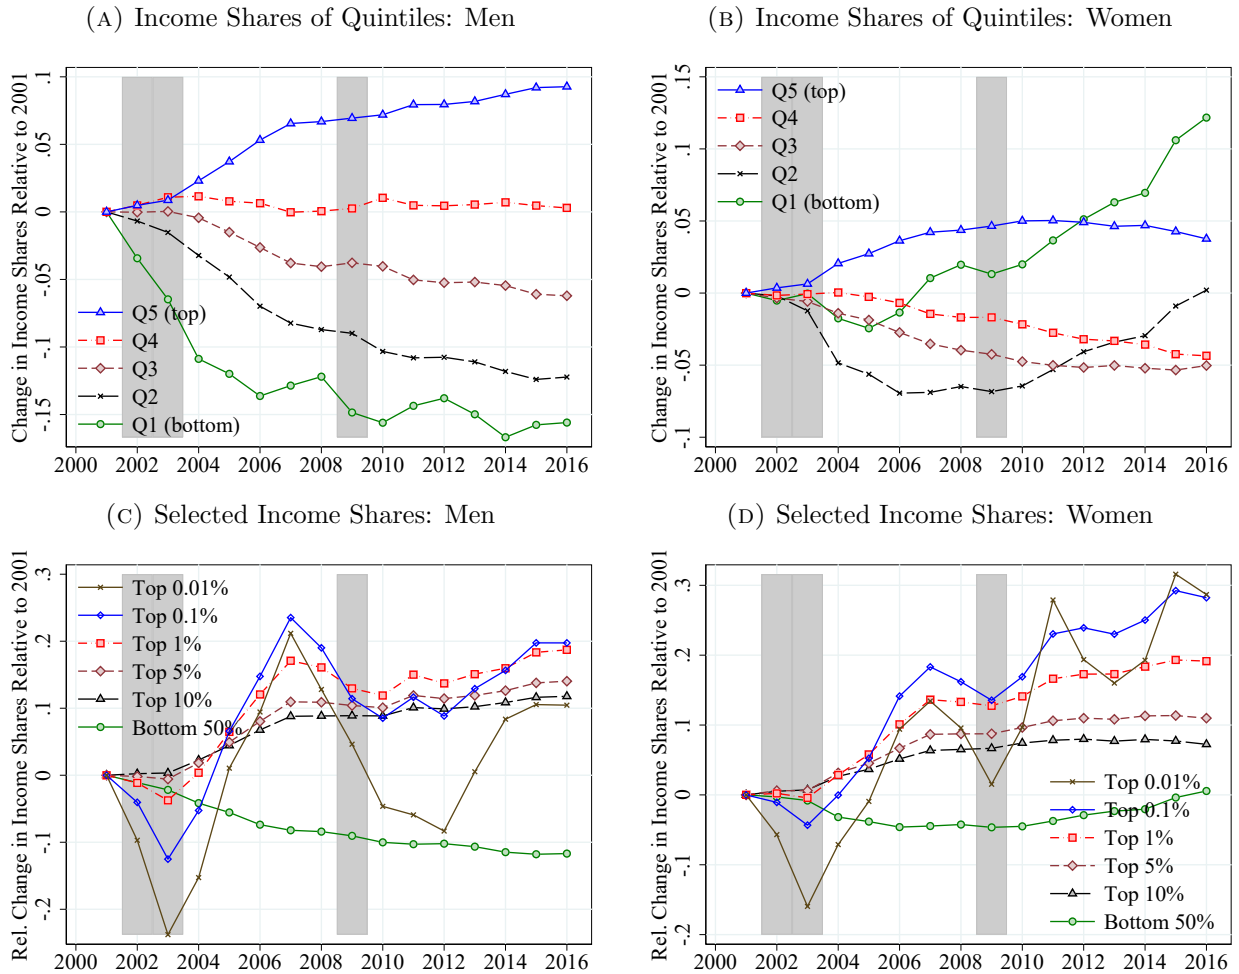 (A) Income Shares of Quintiles: Men
Change in Income Shares Relative to 2001
.1
.05
0
-.05
-.1
-.15
Q5 (top)
Q4
Q3
Q2
Q1 (bottom)
2000 2002 2004 2006 2008 2010 2012 2014 2016
(B) Income Shares of Quintiles: Women
Change in Income Shares Relative to 2001
.15
.1
.05
0
-.05
-.1
Q5 (top)
Q4
Q3
Q2
Q1 (bottom)
2000 2002 2004 2006 2008 2010 2012 2014 2016
(C) Selected Income Shares: Men
Rel. Change in Income Shares Relative to 2001
.3
.2
.1
0
-.1
-.2
Top 0.01%
Top 0.1%
Top 1%
Top 5%
Top 10%
Bottom 50%
2000 2002 2004 2006 2008 2010 2012 2014 2016
(D) Selected Income Shares: Women
Rel. Change in Income Shares Relative to 2001
.3
.2
.1
0
-.1
-.2
Top 0.01%
Top 0.1%
Top 1%
Top 5%
Top 10%
Bottom 50%
2000 2002 2004 2006 2008 2010 2012 2014 2016